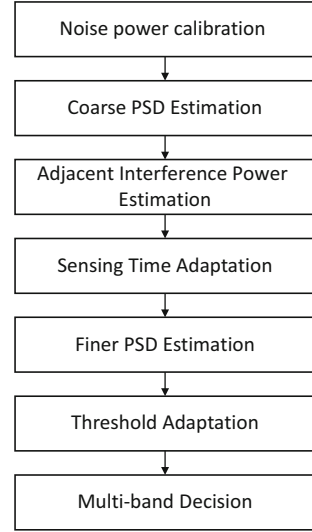 Noise power calibration
Coarse PSD Estimation
Adjacent Interference Power
Estimation
Sensing Time Adaptation
Finer PSD Estimation
Threshold Adaptation
Multi-band Decision